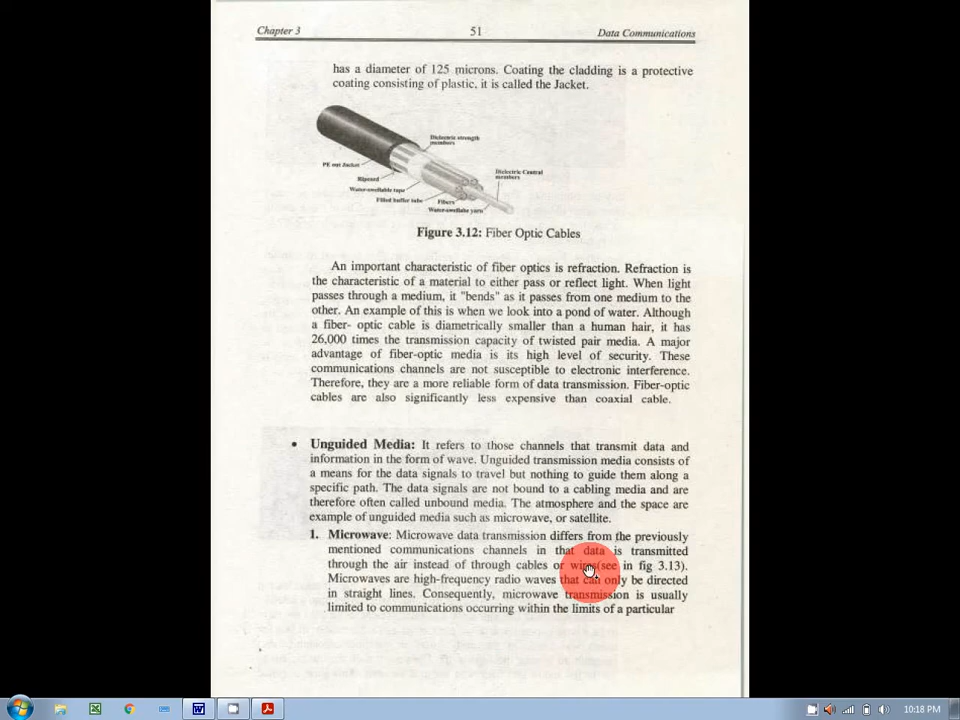 Chapter 3 51 Data Communications
has a diameter of 125 microns. Coating the cladding is a protective
coating consisting of plastic, it is called the Jacket.
Dielectric strength
members
PE out Jacket
Dielectric Central
members
Ripcord
Water-swellable tape
Filled buffer tube
Fibers
Water-swellabe yarn
Figure 3.12: Fiber Optic Cables
An important characteristic of fiber optics is refraction. Refraction is
the characteristic of a material to either pass or reflect light. When light
passes through a medium, it "bends" as it passes from one medium to the
other. An example of this is when we look into a pond of water. Although
a fiber- optic cable is diametrically smaller than a human hair, it has
26,000 times the transmission capacity of twisted pair media. A major
advantage of fiber-optic media is its high level of security. These
communications channels are not susceptible to electronic interference.
Therefore, they are a more reliable form of data transmission. Fiber-optic
cables are also significantly less expensive than coaxial cable.
• Unguided Media: It refers to those channels that transmit data and
information in the form of wave. Unguided transmission media consists of
a means for the data signals to travel but nothing to guide them along a
specific path. The data signals are not bound to a cabling media and are
therefore often called unbound media. The atmosphere and the space are
example of unguided media such as microwave, or satellite.
1. Microwave: Microwave data transmission differs from the previously
mentioned communications channels in that data is transmitted
through the air instead of through cables or (see in fig 3.13).
Microwaves are high-frequency radio waves that can only be directed
in straight lines. Consequently, microwave transmission is usually
limited to communications occurring within the limits of a particular
10:18 PM